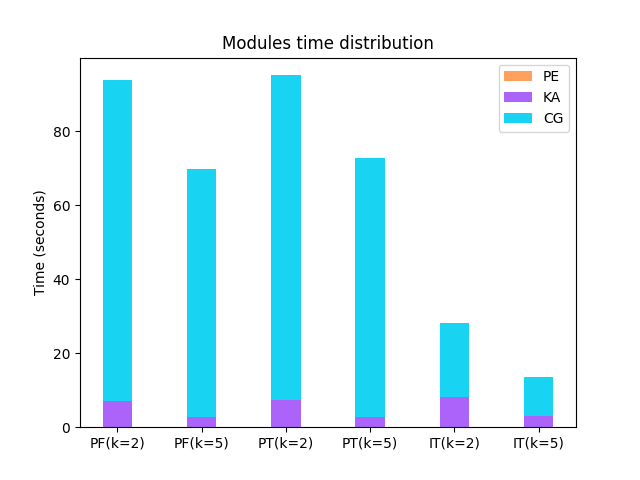 Modules time distribution
PE
KA
CG
Time (seconds)
80
60
40
20
0
PF(k=2) PF(k=5) PT(k=2) PT(k=5) IT(k=2) IT(k=5)